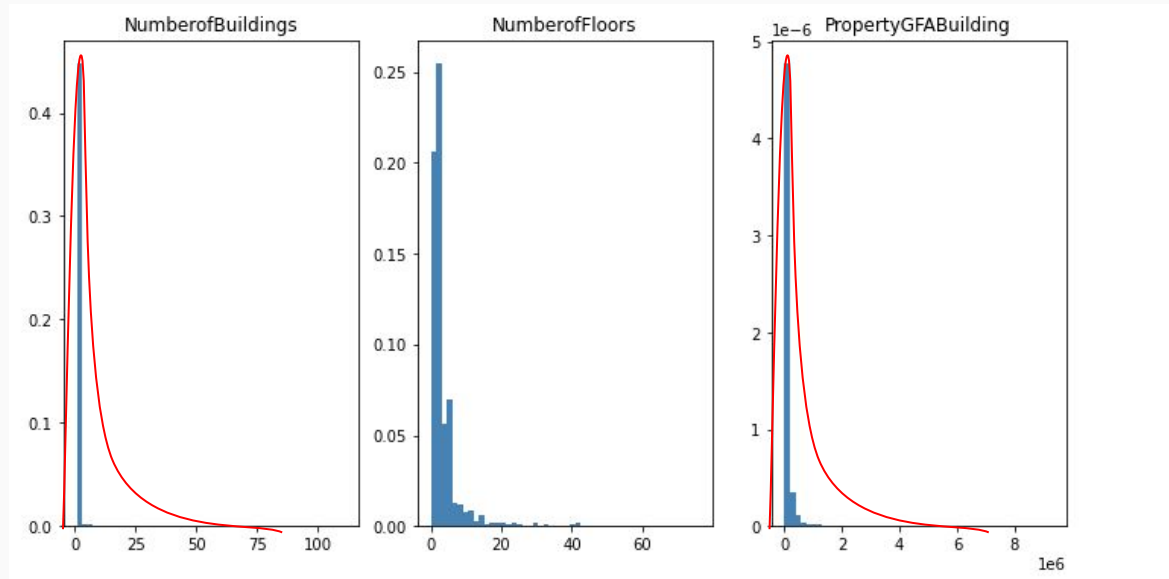 NumberofBuildings
0.4
0.3
0.2
0.1
0.0
0 25 50 75 100
NumberofFloors
0.25
0.20
0.15
0.10
0.05
0.00
0 20 40 60
1e−6 PropertyGFABuilding
5
4
3
2
1
0
0 2 4 6 8
1e6